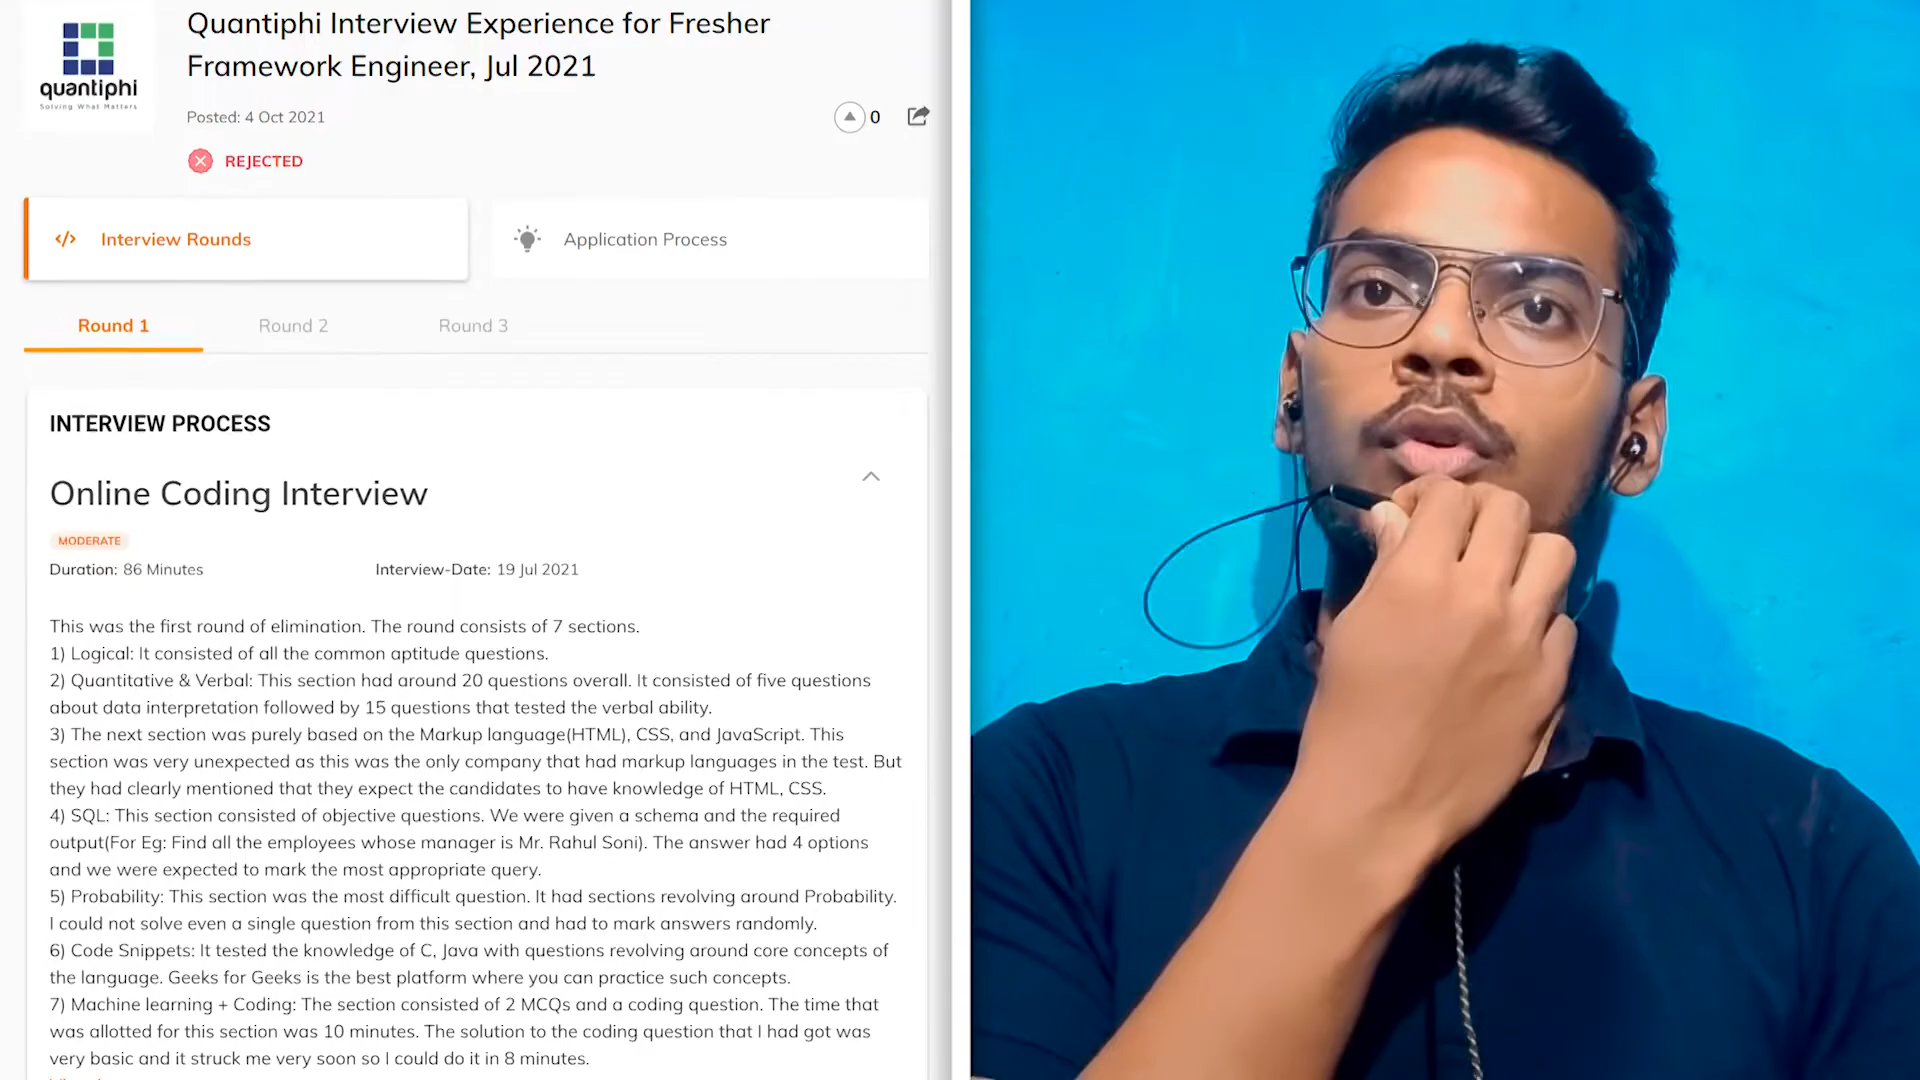 quantiphi
Solving What Matters
Quantiphi Interview Experience for Fresher
Framework Engineer, Jul 2021
Posted: 4 Oct 2021
0
REJECTED
</> Interview Rounds
Application Process
Round 1
Round 2
Round 3
INTERVIEW PROCESS
Online Coding Interview
MODERATE
Duration: 86 Minutes
Interview-Date: 19 Jul 2021
This was the first round of elimination. The round consists of 7 sections.
1) Logical: It consisted of all the common aptitude questions.
2) Quantitative & Verbal: This section had around 20 questions overall. It consisted of five questions
about data interpretation followed by 15 questions that tested the verbal ability.
3) The next section was purely based on the Markup language(HTML), CSS, and JavaScript. This
section was very unexpected as this was the only company that had markup languages in the test. But
they had clearly mentioned that they expect the candidates to have knowledge of HTML, CSS.
4) SQL: This section consisted of objective questions. We were given a schema and the required
output(For Eg: Find all the employees whose manager is Mr. Rahul Soni). The answer had 4 options
and we were expected to mark the most appropriate query.
5) Probability: This section was the most difficult question. It had sections revolving around Probability.
I could not solve even a single question from this section and had to mark answers randomly.
6) Code Snippets: It tested the knowledge of C, Java with questions revolving around core concepts of
the language. Geeks for Geeks is the best platform where you can practice such concepts.
7) Machine learning + Coding: The section consisted of 2 MCQs and a coding question. The time that
was allotted for this section was 10 minutes. The solution to the coding question that I had got was
very basic and it struck me very soon so I could do it in 8 minutes.